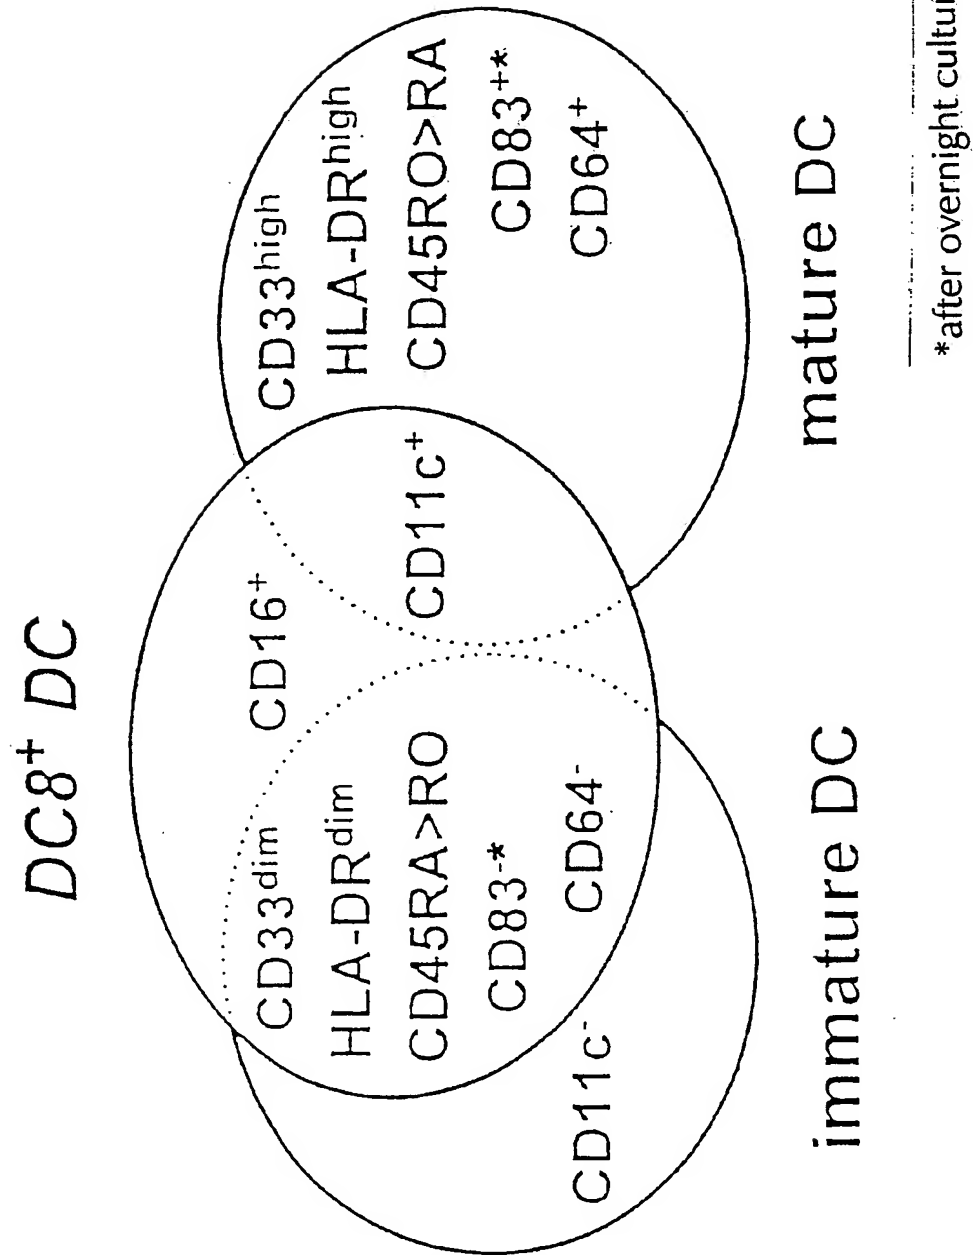 DC8⁺ DC
CD16⁺
CD33ᵈⁱᵐ
HLA-DRᵈⁱᵐ
CD45RA>RO
CD83⁻*
CD64⁻
CD11c⁻
CD11c⁺
CD33ʰⁱᵍʰ
HLA-DRʰⁱᵍʰ
CD45RO>RA
CD83⁺*
CD64⁺
immature DC
mature DC
*after overnight